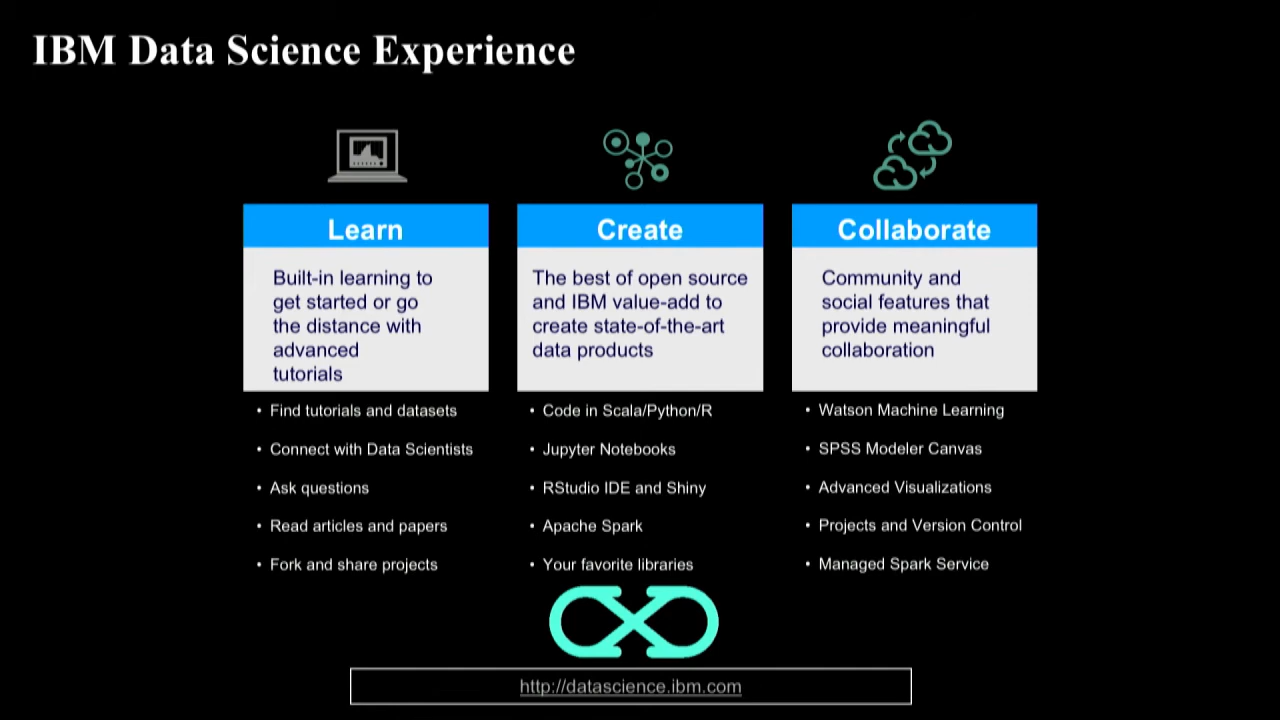 IBM Data Science Experience
Learn
Built-in learning to
get started or go
the distance with
advanced
tutorials
• Find tutorials and datasets
• Connect with Data Scientists
• Ask questions
• Read articles and papers
• Fork and share projects
Create
The best of open source
and IBM value-add to
create state-of-the-art
data products
• Code in Scala/Python/R
• Jupyter Notebooks
• RStudio IDE and Shiny
• Apache Spark
• Your favorite libraries
Collaborate
Community and
social features that
provide meaningful
collaboration
• Watson Machine Learning
• SPSS Modeler Canvas
• Advanced Visualizations
• Projects and Version Control
• Managed Spark Service
http://datascience.ibm.com